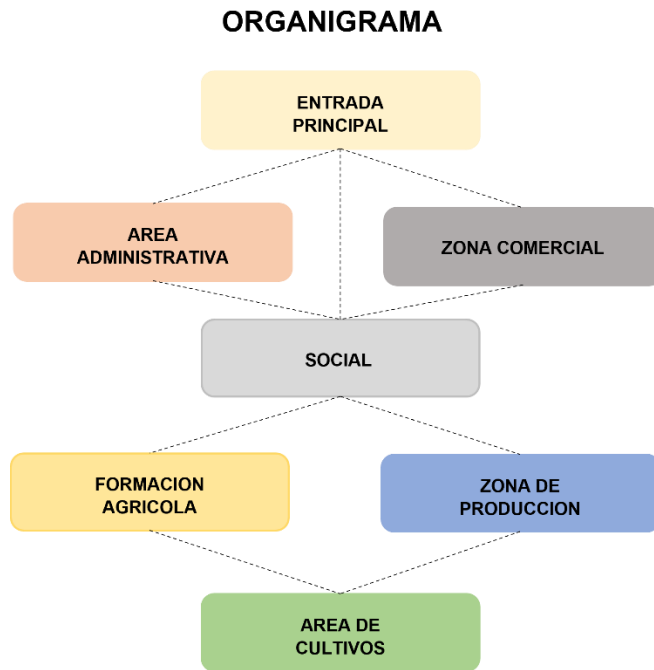 ORGANIGRAMA
ENTRADA
PRINCIPAL
AREA
ADMINISTRATIVA
ZONA COMERCIAL
SOCIAL
FORMACION
AGRICOLA
ZONA DE
PRODUCCION
AREA DE
CULTIVOS